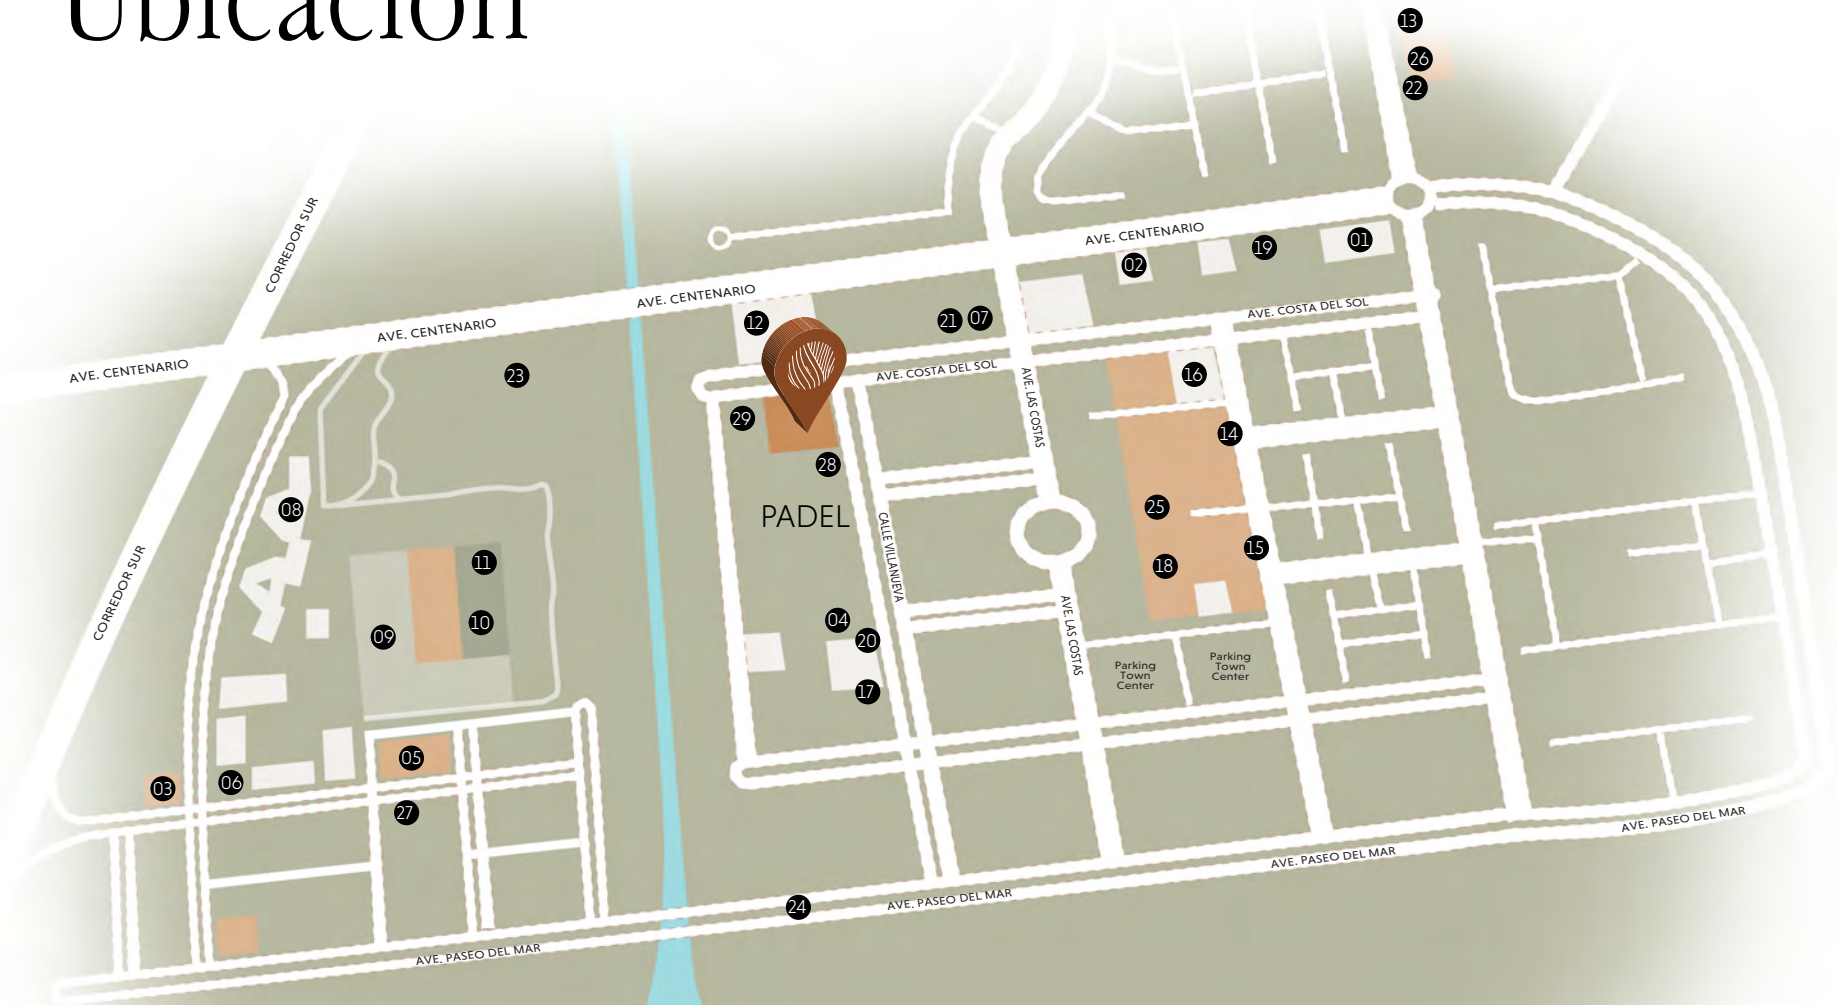 Ubicación
13
26
22
CORREDOR SUR
AVE. CENTENARIO
01
19
02
AVE. CENTENARIO
AVE. COSTA DEL SOL
AVE. CENTENARIO
12
21
07
AVE. CENTENARIO
23
AVE. COSTA DEL SOL
AVE. LAS COSTAS
16
29
14
28
08
PADEL
CALLE VILLANUEVA
25
15
18
CORREDOR SUR
11
10
09
04
20
17
AVE. LAS COSTAS
Parking
Town
Center
Parking
Town
Center
05
03
06
27
AVE. PASEO DEL MAR
AVE. PASEO DEL MAR
24
AVE. PASEO DEL MAR
AVE. PASEO DEL MAR